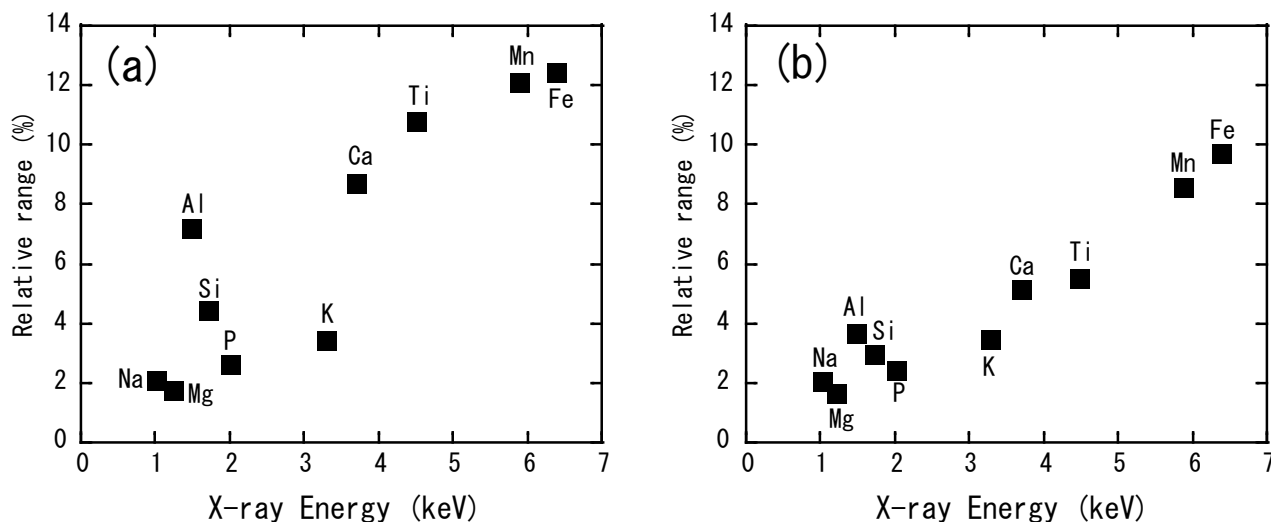 (a)
14
12
10
8
6
4
2
0
Relative range (%)
Mn
Fe
Ti
Ca
Al
Si
K
P
Na
Mg
0 1 2 3 4 5 6 7
X-ray Energy (keV)
(b)
14
12
10
8
6
4
2
0
Relative range (%)
Fe
Mn
Ti
Ca
Al
Si
K
Na
P
Mg
0 1 2 3 4 5 6 7
X-ray Energy (keV)